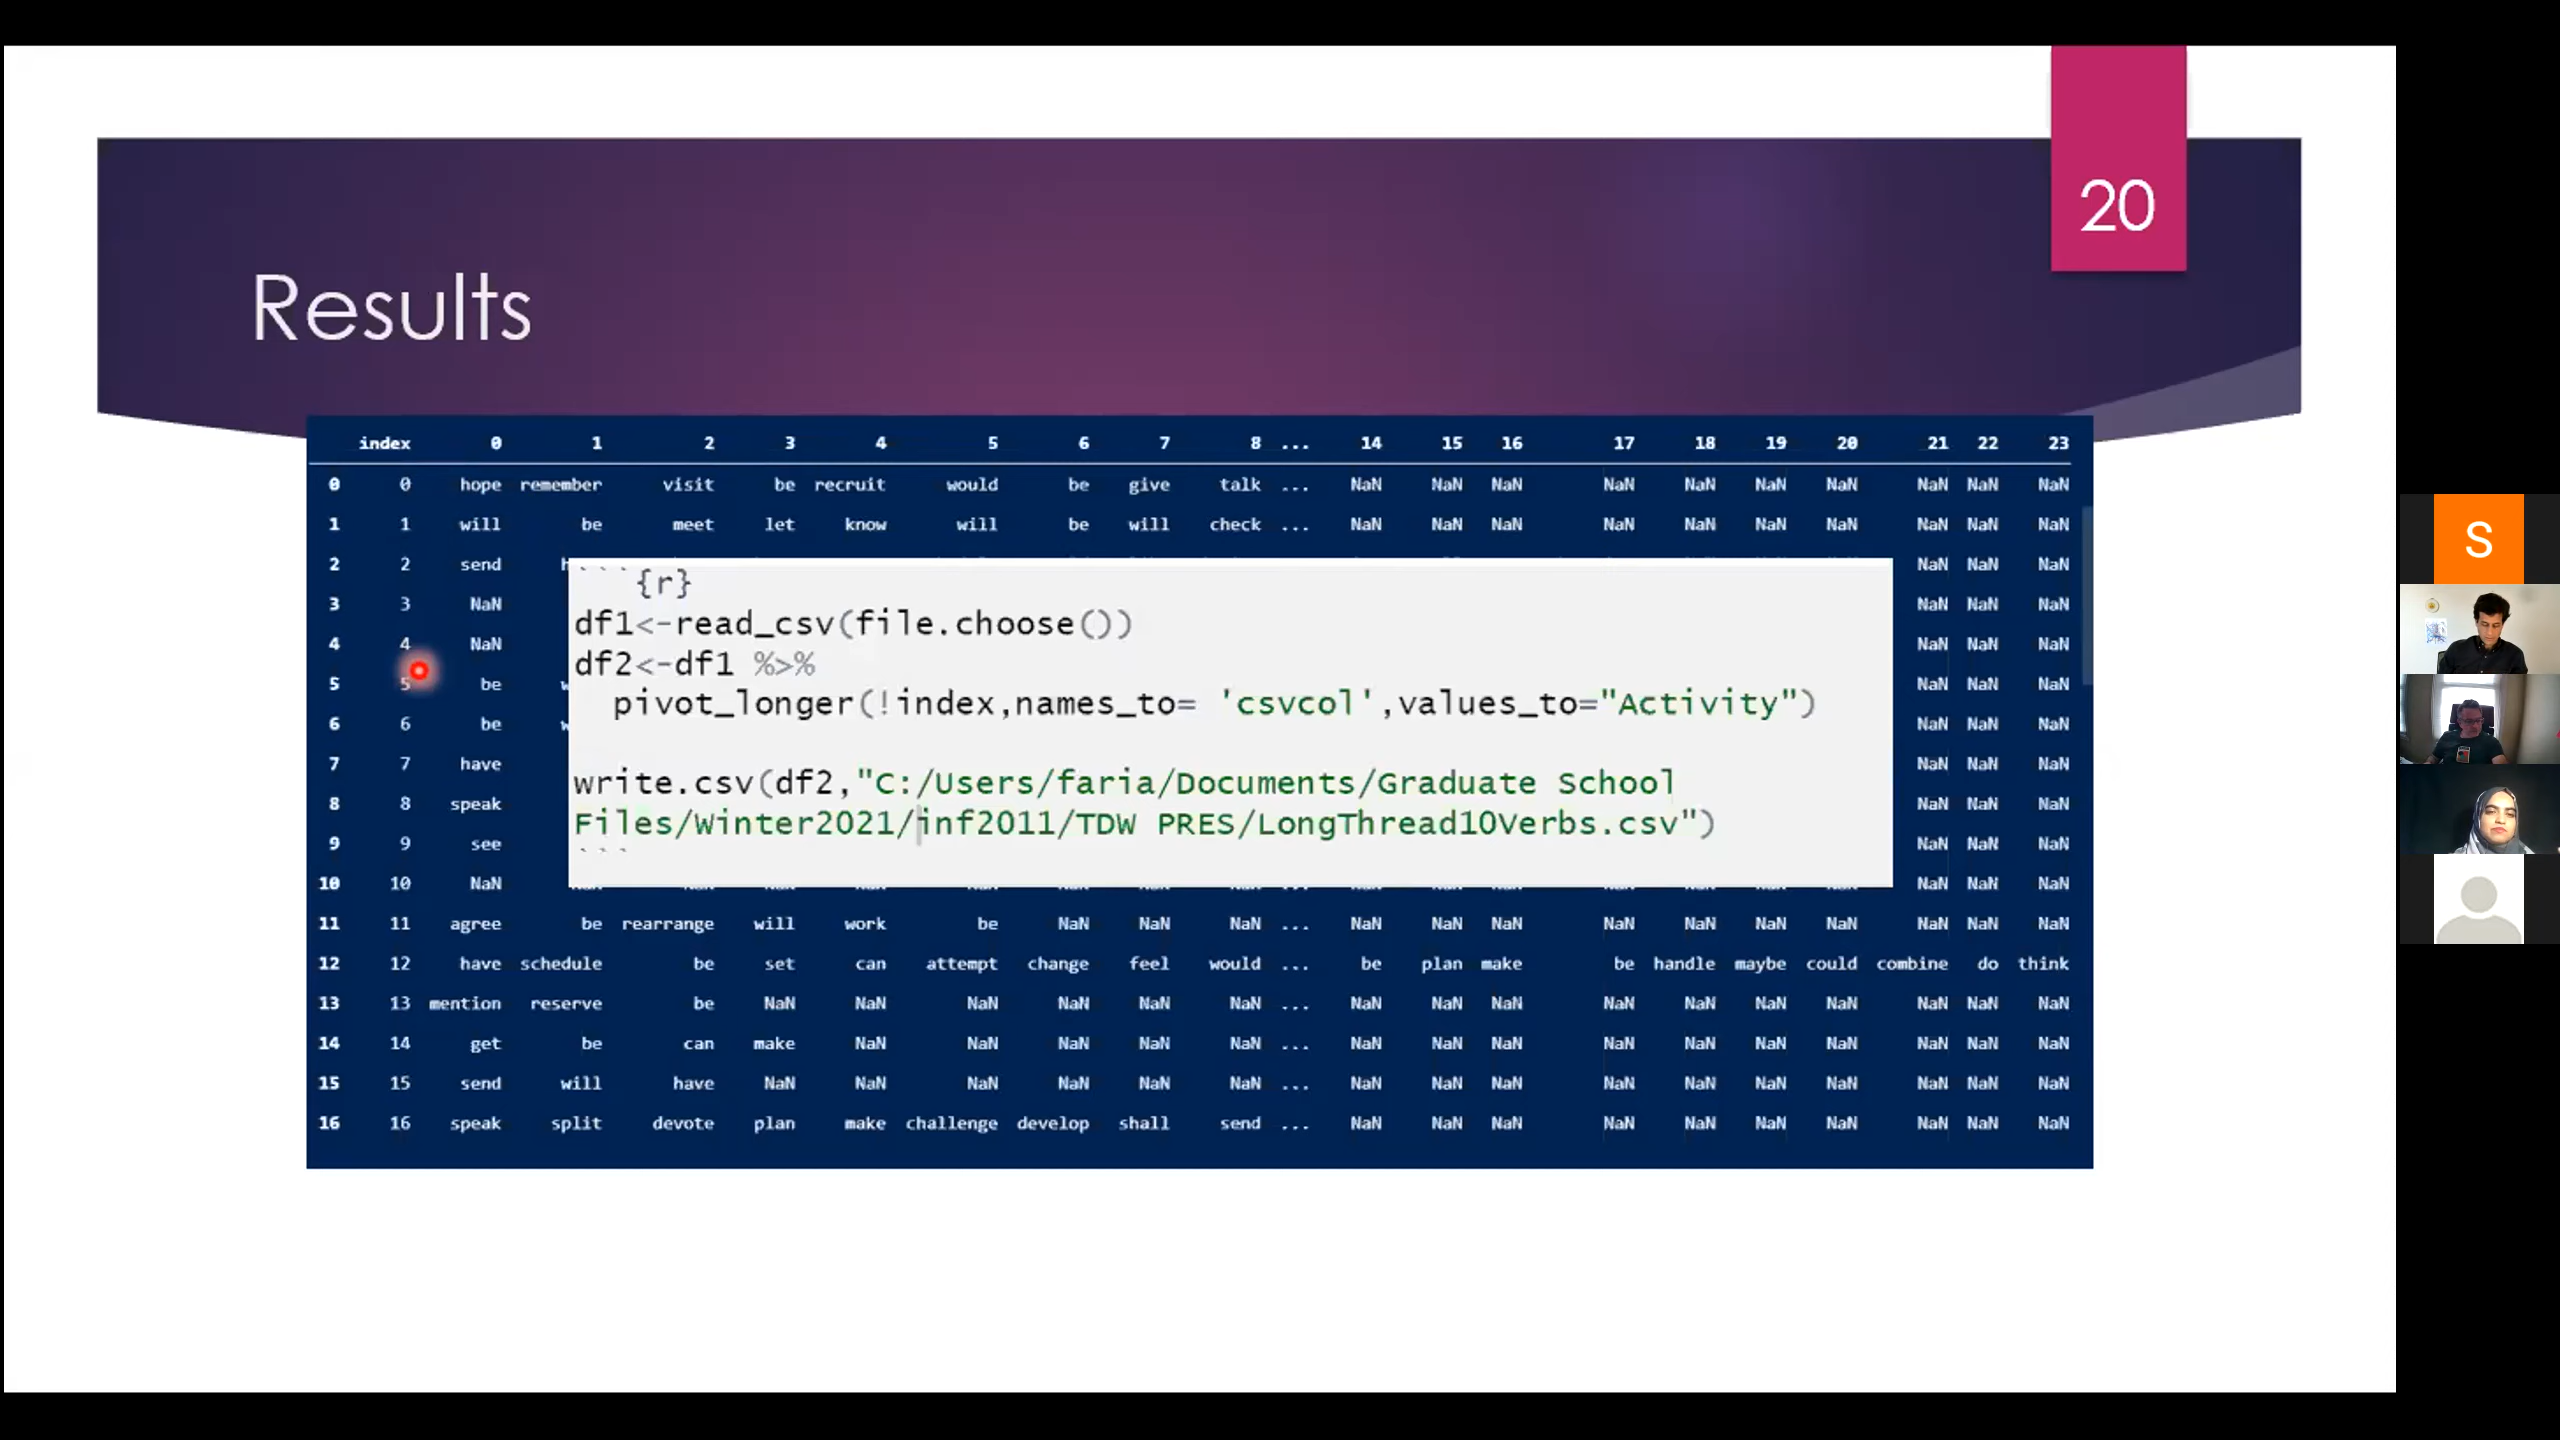 20
Results
index 0 1 2 3 4 5 6 7 8 ... 14 15 16 17 18 19 20 21 22 23
0 0 hope remember visit be recruit would be give talk ... NaN NaN NaN NaN NaN NaN NaN NaN NaN NaN
1 1 will be meet let know will be will check ... NaN NaN NaN NaN NaN NaN NaN NaN NaN NaN
2 2 send NaN NaN NaN
3 3 NaN NaN NaN NaN
4 4 NaN NaN NaN NaN
5 5 be NaN NaN NaN
6 6 be NaN NaN NaN
7 7 have NaN NaN NaN
8 8 speak NaN NaN NaN
9 9 see NaN NaN NaN
10 10 NaN NaN NaN NaN
11 11 agree be rearrange will work be NaN NaN NaN ... NaN NaN NaN NaN NaN NaN NaN NaN NaN NaN
12 12 have schedule be set can attempt change feel would ... be plan make be handle maybe could combine do think
13 13 mention reserve be NaN NaN NaN NaN NaN NaN ... NaN NaN NaN NaN NaN NaN NaN NaN NaN NaN
14 14 get be can make NaN NaN NaN NaN NaN ... NaN NaN NaN NaN NaN NaN NaN NaN NaN NaN
15 15 send will have NaN NaN NaN NaN NaN NaN ... NaN NaN NaN NaN NaN NaN NaN NaN NaN NaN
16 16 speak split devote plan make challenge develop shall send ... NaN NaN NaN NaN NaN NaN NaN NaN NaN NaN
```{r}
df1<-read_csv(file.choose())
df2<-df1 %>%
pivot_longer(!index,names_to= 'csvcol',values_to="Activity")
write.csv(df2,"C:/Users/faria/Documents/Graduate School
Files/Winter2021/inf2011/TDW PRES/LongThread10Verbs.csv")
```
S